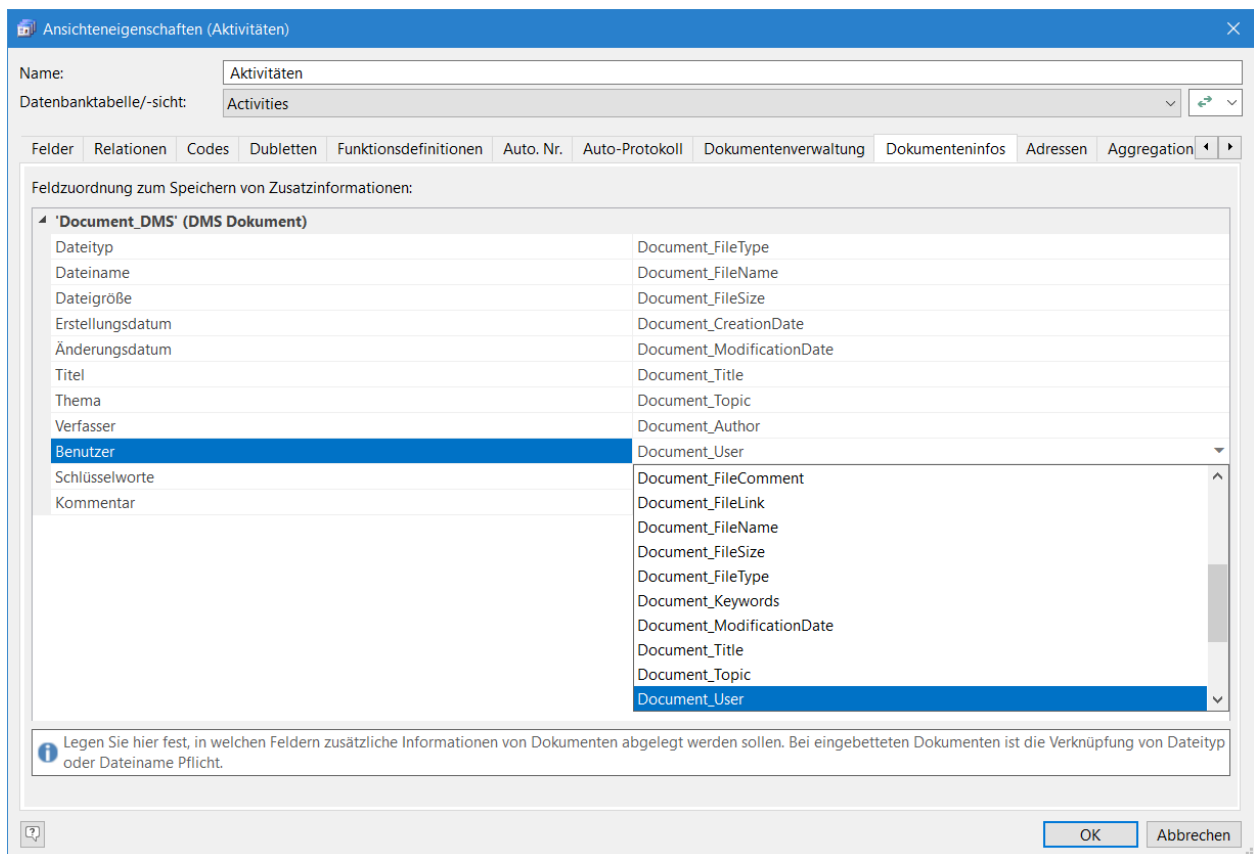 Ansichteneigenschaften (Aktivitäten)
Name: Aktivitäten
Datenbanktabelle/-sicht: Activities
Felder Relationen Codes Dubletten Funktionsdefinitionen Auto. Nr. Auto-Protokoll Dokumentenverwaltung Dokumenteninfos Adressen Aggregation
Feldzuordnung zum Speichern von Zusatzinformationen:
'Document_DMS' (DMS Dokument)
Dateityp Document_FileType
Dateiname Document_FileName
Dateigröße Document_FileSize
Erstellungsdatum Document_CreationDate
Änderungsdatum Document_ModificationDate
Titel Document_Title
Thema Document_Topic
Verfasser Document_Author
Benutzer Document_User
Schlüsselworte Document_FileComment
Kommentar Document_FileLink
Document_FileName
Document_FileSize
Document_FileType
Document_Keywords
Document_ModificationDate
Document_Title
Document_Topic
Document_User
Legen Sie hier fest, in welchen Feldern zusätzliche Informationen von Dokumenten abgelegt werden sollen. Bei eingebetteten Dokumenten ist die Verknüpfung von Dateityp
oder Dateiname Pflicht.
OK Abbrechen